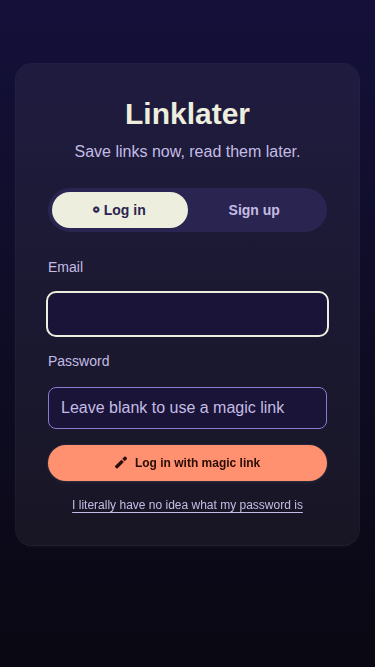 Linklater
Save links now, read them later.
Log in
Sign up
Email
Password
Leave blank to use a magic link
Log in with magic link
I literally have no idea what my password is